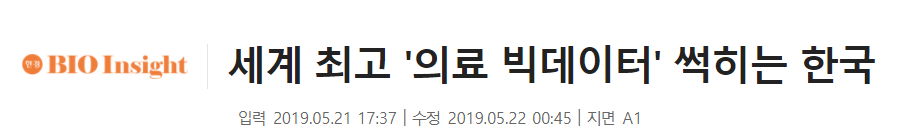 한경 BIO Insight 세계 최고 '의료 빅데이터' 썩히는 한국
입력 2019.05.21 17:37 | 수정 2019.05.22 00:45 | 지면 A1